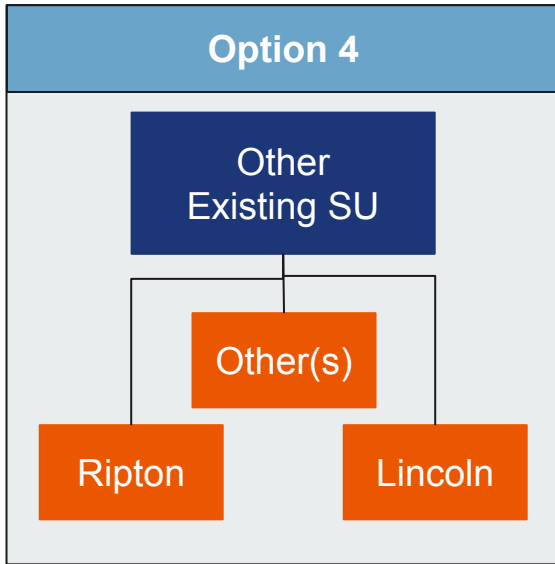 Option 4
Other
Existing SU
Other(s)
Ripton
Lincoln